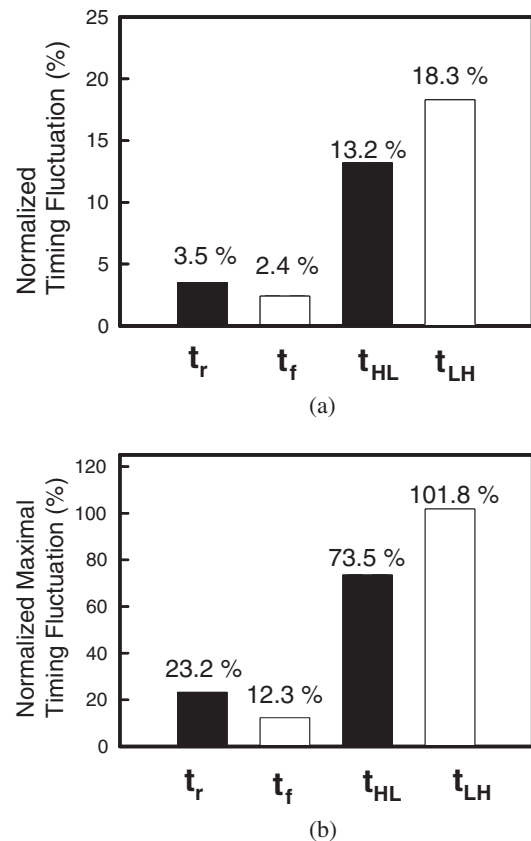 Normalized
Timing Fluctuation (%)
25
20
15
10
5
0
3.5 %
2.4 %
13.2 %
18.3 %
t_r
t_f
t_HL
t_LH
(a)
Normalized Maximal
Timing Fluctuation (%)
120
100
80
60
40
20
0
23.2 %
12.3 %
73.5 %
101.8 %
t_r
t_f
t_HL
t_LH
(b)